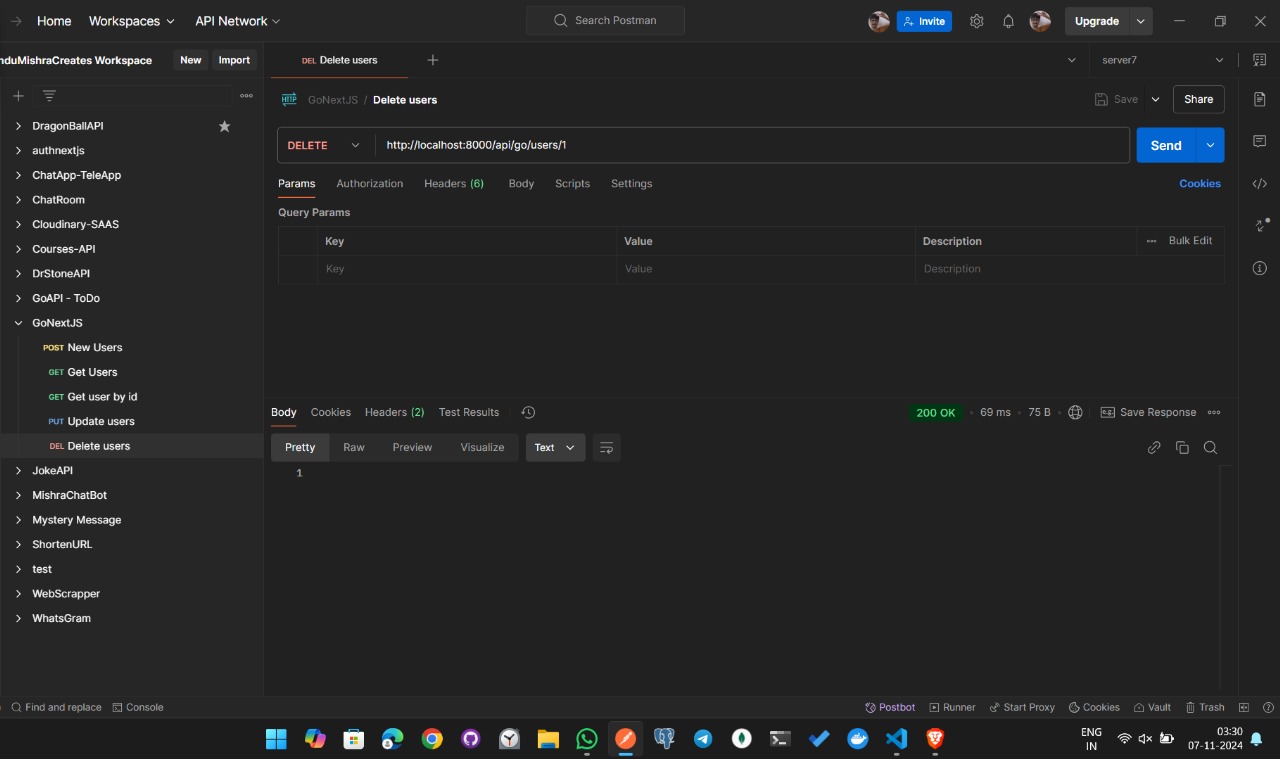 Home Workspaces API Network Search Postman Invite Upgrade
nduMishraCreates Workspace New Import DEL Delete users server7
GoNextJS / Delete users Save Share
DragonBallAPI
authnextjs
ChatApp-TeleApp
ChatRoom
Cloudinary-SAAS
Courses-API
DrStoneAPI
GoAPI - ToDo
GoNextJS
POST New Users
GET Get Users
GET Get user by id
PUT Update users
DEL Delete users
JokeAPI
MishraChatBot
Mystery Message
ShortenURL
test
WebScrapper
WhatsGram
HTTP
DELETE http://localhost:8000/api/go/users/1 Send
Params Authorization Headers (6) Body Scripts Settings Cookies
Query Params
Key Value Description Bulk Edit
Key Value Description
Body Cookies Headers (2) Test Results 200 OK 69 ms 75 B Save Response
Pretty Raw Preview Visualize Text
1
Find and replace Console Postbot Runner Start Proxy Cookies Vault Trash
ENG 03:30
IN 07-11-2024